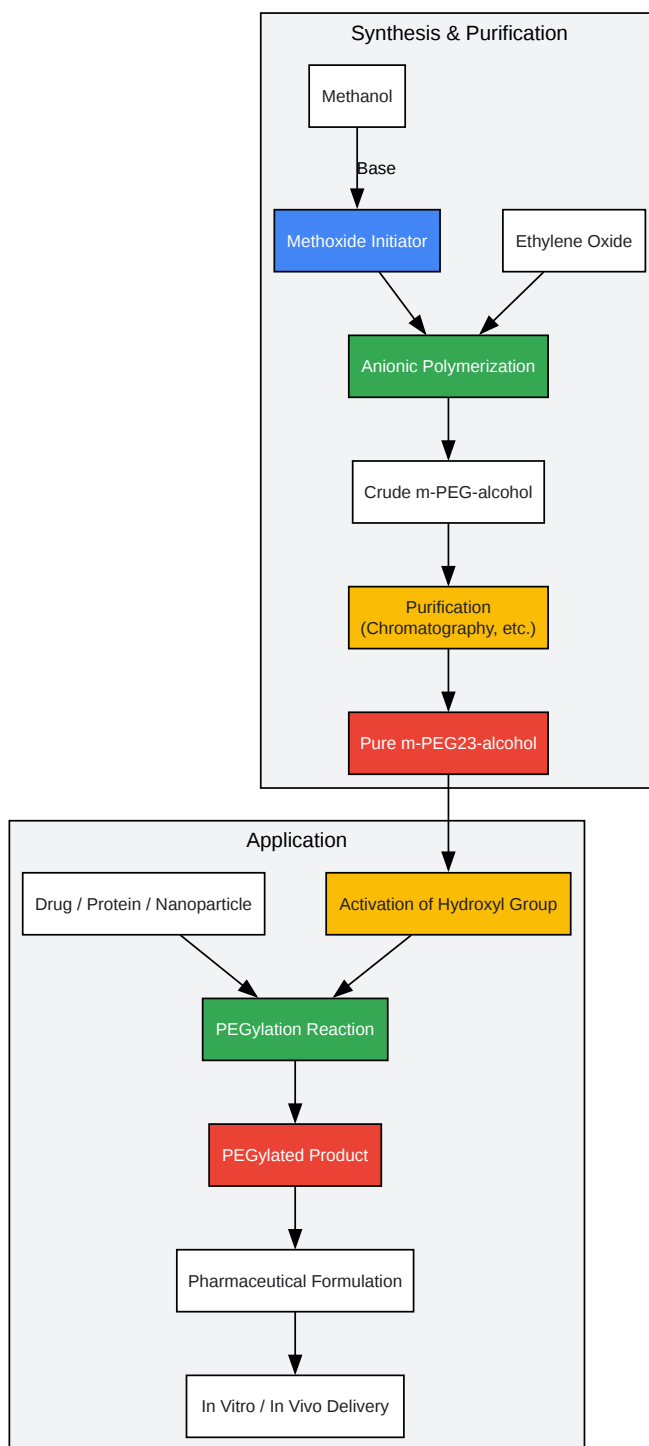 Synthesis & Purification
Methanol
Base
Methoxide Initiator
Ethylene Oxide
Anionic Polymerization
Crude m-PEG-alcohol
Purification
(Chromatography, etc.)
Pure m-PEG23-alcohol
Application
Drug / Protein / Nanoparticle
Activation of Hydroxyl Group
PEGylation Reaction
PEGylated Product
Pharmaceutical Formulation
In Vitro / In Vivo Delivery